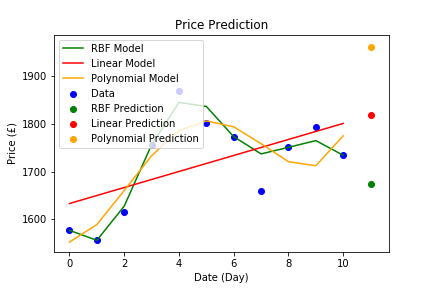 Price Prediction
RBF Model
Linear Model
Polynomial Model
Data
RBF Prediction
Linear Prediction
Polynomial Prediction
Price (£)
1900
1800
1700
1600
0 2 4 6 8 10
Date (Day)